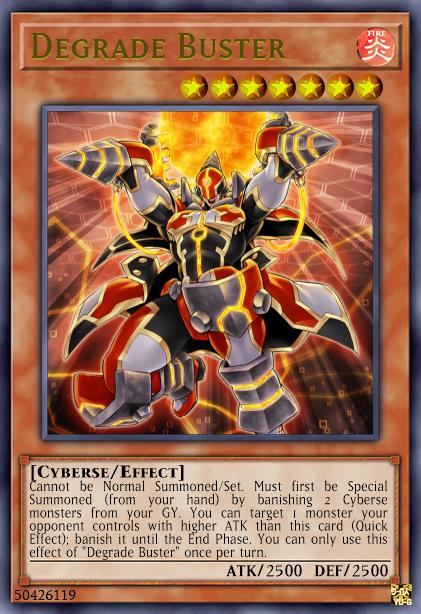 Degrade Buster
FIRE
炎
[Cyberse/Effect]
Cannot be Normal Summoned/Set. Must first be Special
Summoned (from your hand) by banishing 2 Cyberse
monsters from your GY. You can target 1 monster your
opponent controls with higher ATK than this card (Quick
Effect); banish it until the End Phase. You can only use this
effect of "Degrade Buster" once per turn.
ATK/2500 DEF/2500
50426119